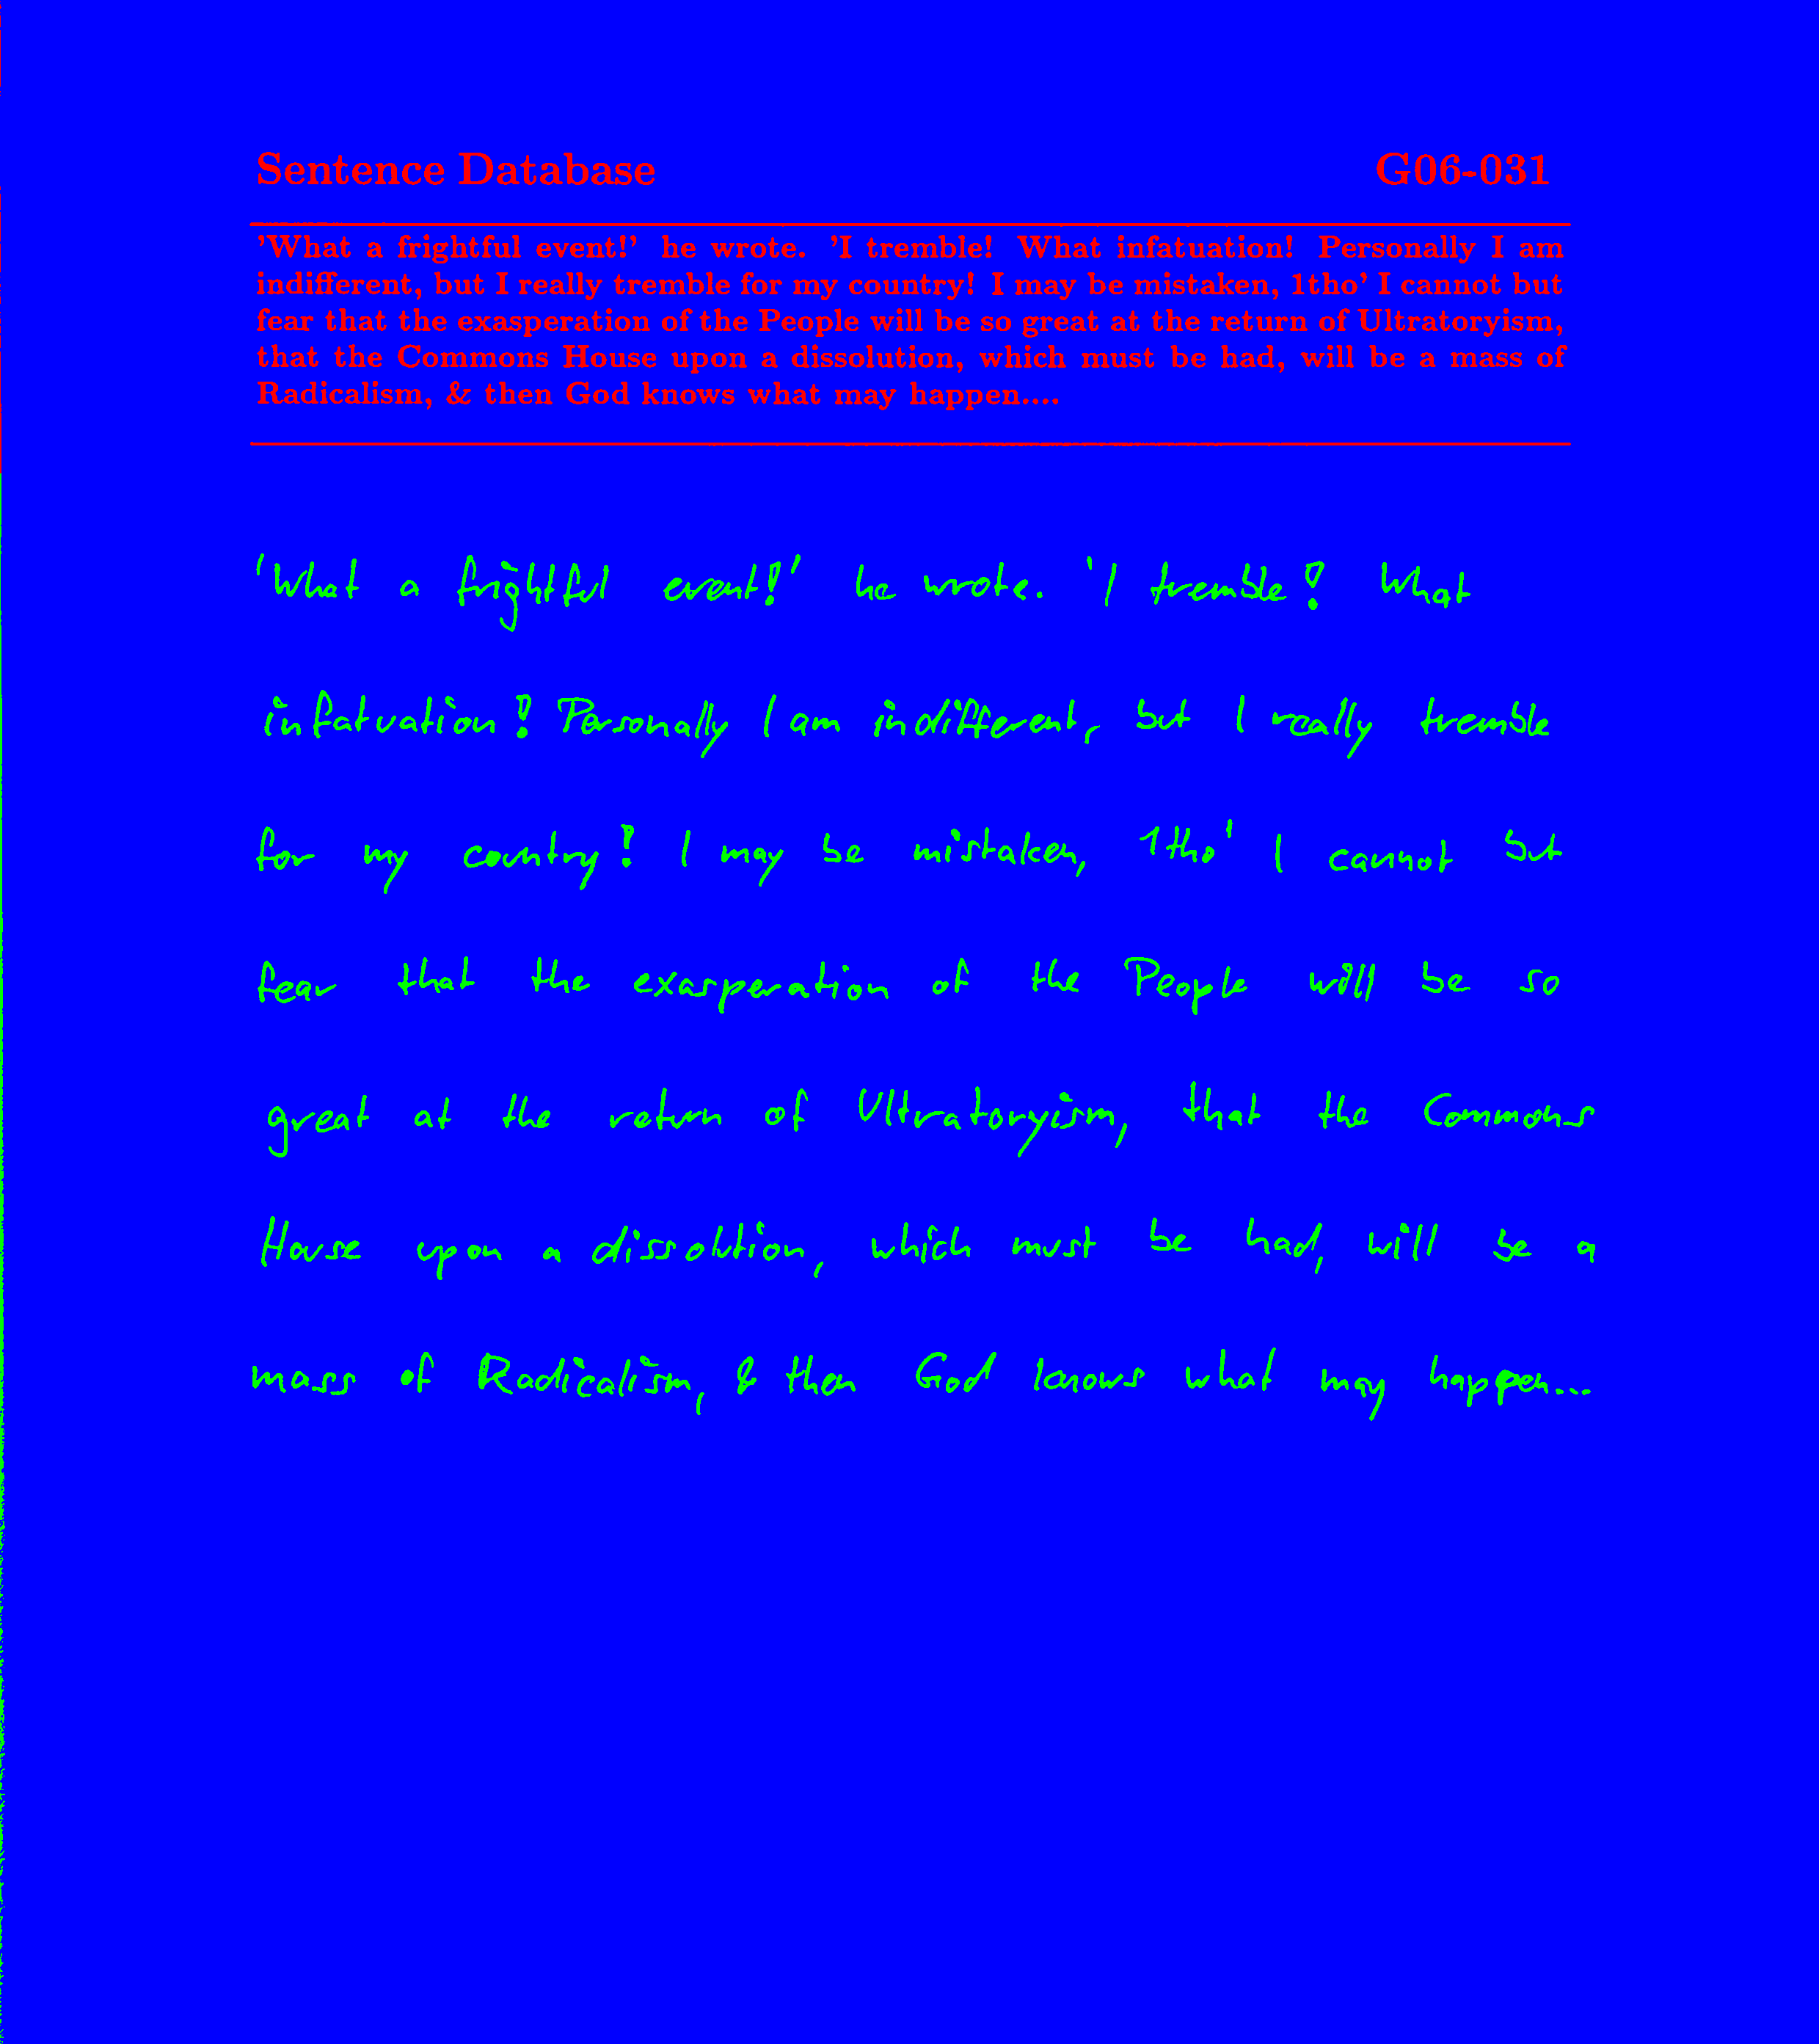 Sentence Database G06-031
'What a frightful event!' he wrote. 'I tremble! What infatuation! Personally I am
indifferent, but I really tremble for my country! I may be mistaken, 1tho' I cannot but
fear that the exasperation of the People will be so great at the return of Ultratoryism,
that the Commons House upon a dissolution, which must be had, will be a mass of
Radicalism, & then God knows what may happen....
'What a frightful event!' he wrote. 'I tremble! What
infatuation! Personally I am indifferent, but I really tremble
for my country! I may be mistaken, 1tho' I cannot but
fear that the exasperation of the People will be so
great at the return of Ultratoryism, that the Commons
House upon a dissolution, which must be had, will be a
mass of Radicalism, & then God knows what may happen...